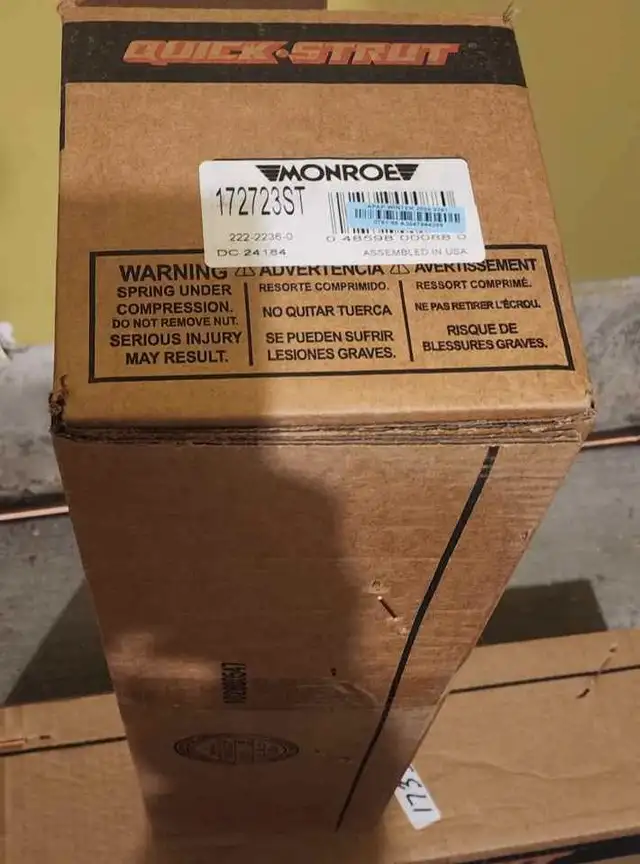 QUICK-STRUT
MONROE
172723ST
222-2236-0
0 48598 00088 0
DC 24184
ASSEMBLED IN USA
WARNING ⚠ ADVERTENCIA ⚠ AVERTISSEMENT
SPRING UNDER
COMPRESSION.
DO NOT REMOVE NUT.
SERIOUS INJURY
MAY RESULT.
RESORTE COMPRIMIDO.
NO QUITAR TUERCA
SE PUEDEN SUFRIR
LESIONES GRAVES.
RESSORT COMPRIMÉ.
NE PAS RETIRER L'ÉCROU.
RISQUE DE
BLESSURES GRAVES.